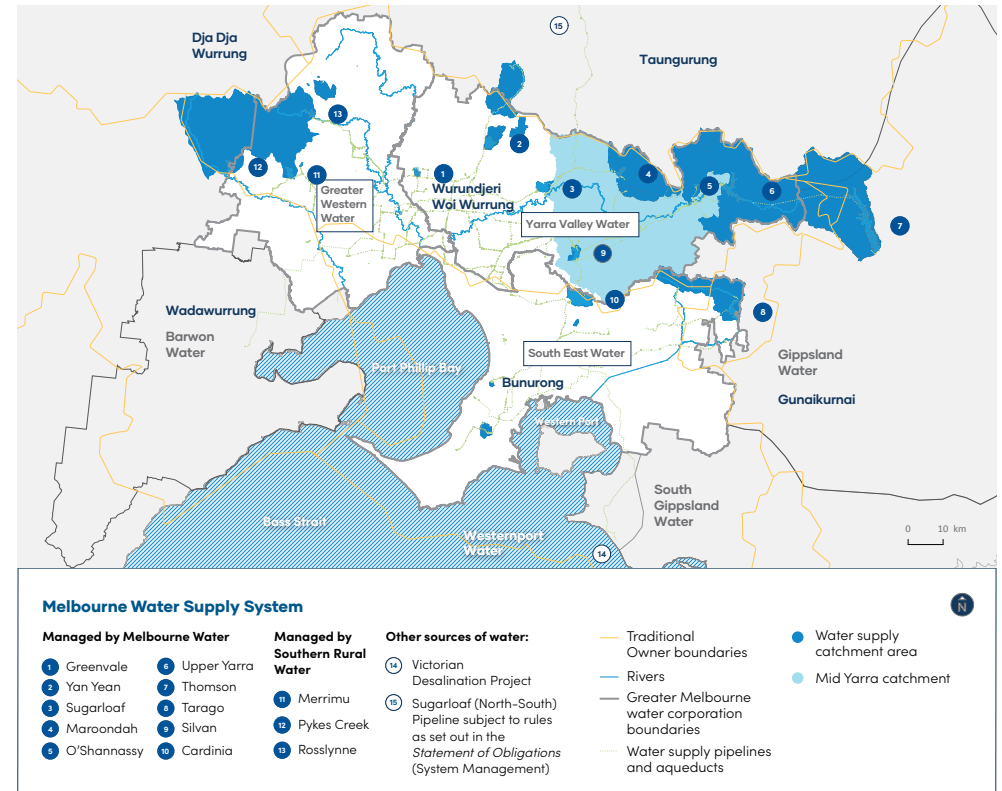 15
Dja Dja
Wurrung
Taungurung
13
2
12
11
1
4
3
5
6
Greater
Western
Water
Wurundjeri
Woi Wurrung
Yarra Valley Water
7
9
10
Wadawurrung
8
Barwon
Water
South East Water
Port Phillip Bay
Gippsland
Water
Bunurong
Gunaikurnai
Western Port
South
Gippsland
Water
Bass Strait
Westernport
Water
14
0 10 km
Melbourne Water Supply System
N
Managed by Melbourne Water
1 Greenvale
2 Yan Yean
3 Sugarloaf
4 Maroondah
5 O'Shannassy
6 Upper Yarra
7 Thomson
8 Tarago
9 Silvan
10 Cardinia
Managed by
Southern Rural
Water
11 Merrimu
12 Pykes Creek
13 Rosslynne
Other sources of water:
14 Victorian
Desalination Project
15 Sugarloaf (North-South)
Pipeline subject to rules
as set out in the
Statement of Obligations
(System Management)
Traditional
Owner boundaries
Rivers
Greater Melbourne
water corporation
boundaries
Water supply pipelines
and aqueducts
Water supply
catchment area
Mid Yarra catchment